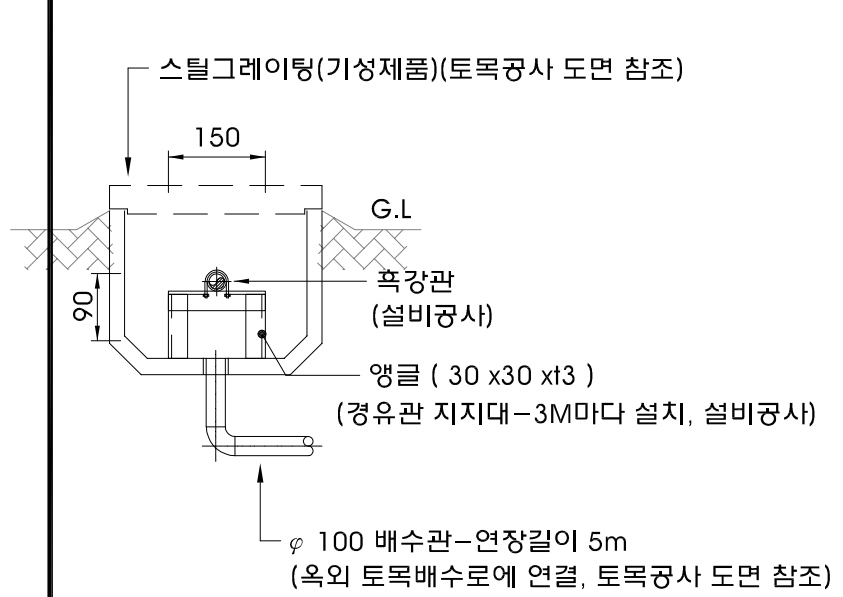 스틸그레이팅(기성제품)(토목공사 도면 참조)
150
G.L
흑강관
(설비공사)
90
앵글 ( 30 x30 xt3 )
(경유관 지지대-3M마다 설치, 설비공사)
φ 100 배수관-연장길이 5m
(옥외 토목배수로에 연결, 토목공사 도면 참조)